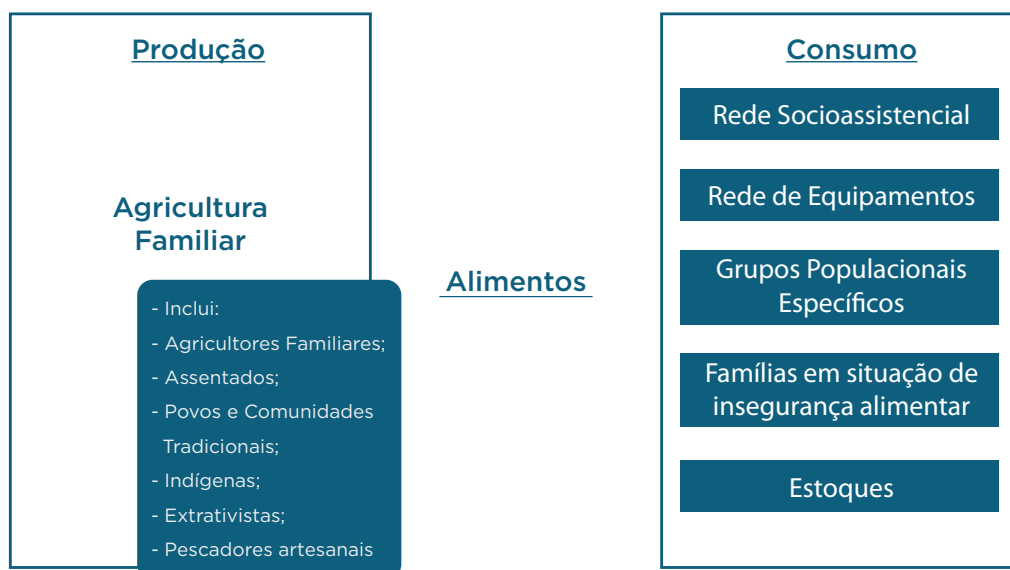 Produção
Agricultura
Familiar
- Inclui:
- Agricultores Familiares;
- Assentados;
- Povos e Comunidades
Tradicionais;
- Indígenas;
- Extrativistas;
- Pescadores artesanais
Alimentos
Consumo
Rede Socioassistencial
Rede de Equipamentos
Grupos Populacionais
Específicos
Famílias em situação de
insegurança alimentar
Estoques